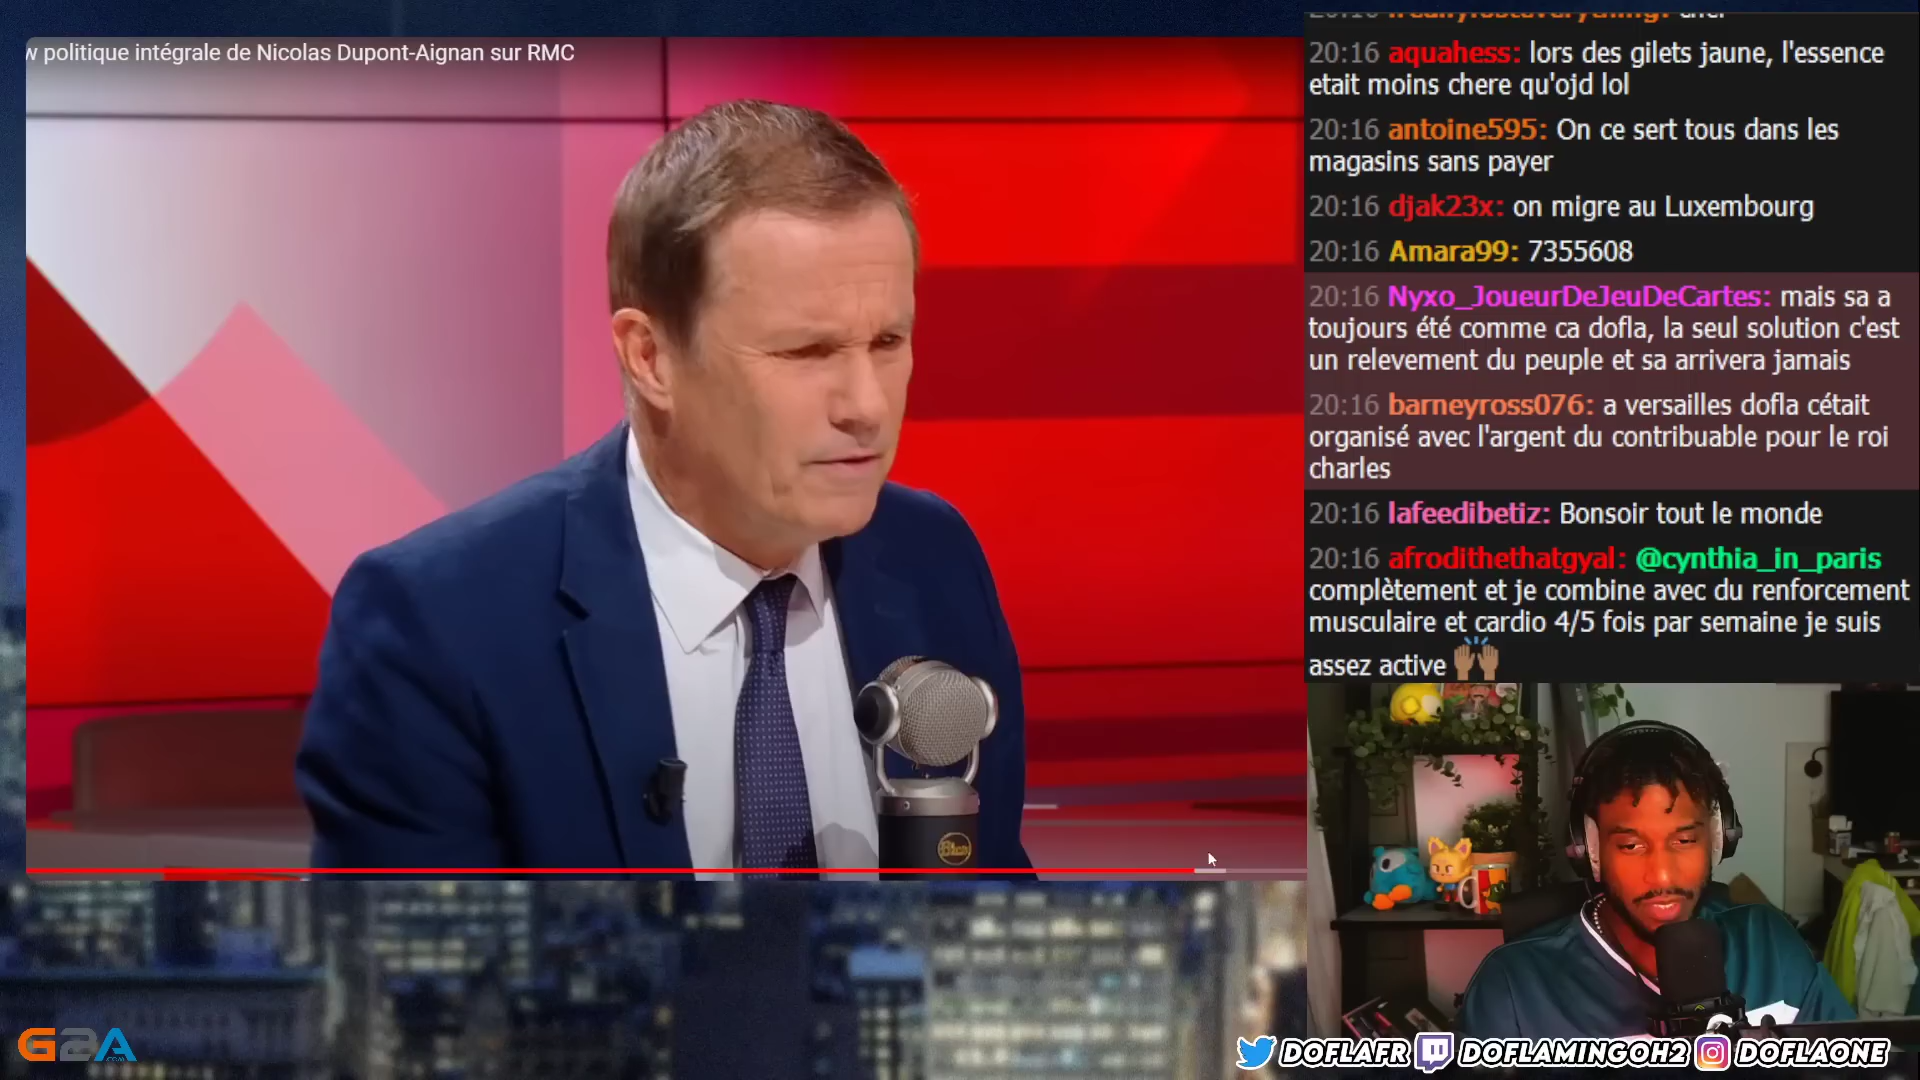 w politique intégrale de Nicolas Dupont-Aignan sur RMC
20:16 aquahess: lors des gilets jaune, l'essence
etait moins chere qu'ojd lol
20:16 antoine595: On ce sert tous dans les
magasins sans payer
20:16 djak23x: on migre au Luxembourg
20:16 Amara99: 7355608
20:16 Nyxo_JoueurDeJeuDeCartes: mais sa a
toujours été comme ca dofla, la seul solution c'est
un relevement du peuple et sa arrivera jamais
20:16 barneyross076: a versailles dofla cétait
organisé avec l'argent du contribuable pour le roi
charles
20:16 lafeedibetiz: Bonsoir tout le monde
20:16 afrodithethatgyal: @cynthia_in_paris
complètement et je combine avec du renforcement
musculaire et cardio 4/5 fois par semaine je suis
assez active
Blue
G2A
.COM
DOFLAFR DOFLAMINGOH2 DOFLAONE